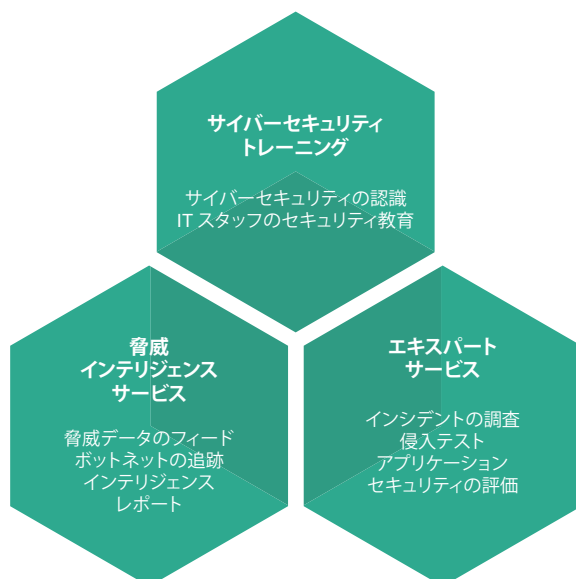 サイバーセキュリティ
トレーニング
サイバーセキュリティの認識
IT スタッフのセキュリティ教育
脅威
インテリジェンス
サービス
脅威データのフィード
ボットネットの追跡
インテリジェンス
レポート
エキスパート
サービス
インシデントの調査
侵入テスト
アプリケーション
セキュリティの評価